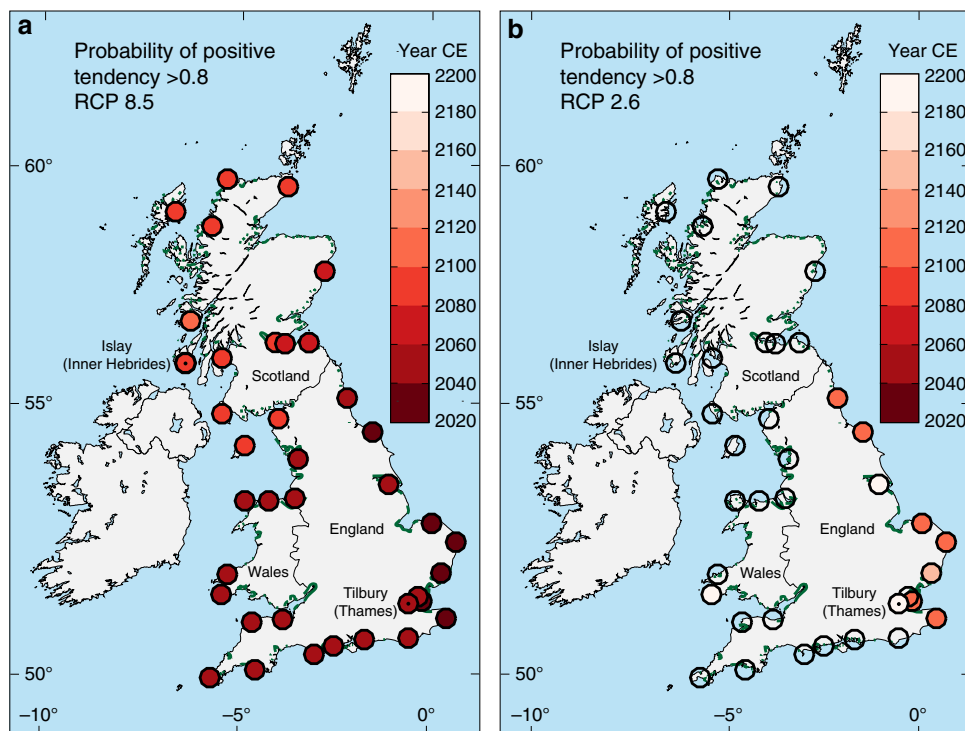 a
Probability of positive
tendency >0.8
RCP 8.5
Year CE
2200
2180
2160
2140
2120
2100
2080
2060
2040
2020
60°
55°
50°
Islay
(Inner Hebrides)
Scotland
England
Wales
Tilbury
(Thames)
−10°
−5°
0°
b
Probability of positive
tendency >0.8
RCP 2.6
Year CE
2200
2180
2160
2140
2120
2100
2080
2060
2040
2020
60°
55°
50°
Islay
(Inner Hebrides)
Scotland
England
Wales
Tilbury
(Thames)
−10°
−5°
0°